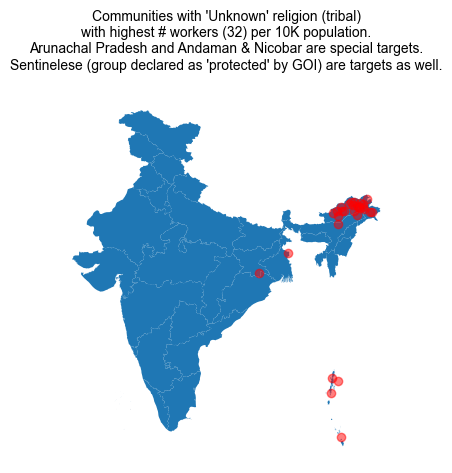 Communities with 'Unknown' religion (tribal)
with highest # workers (32) per 10K population.
Arunachal Pradesh and Andaman & Nicobar are special targets.
Sentinelese (group declared as 'protected' by GOI) are targets as well.